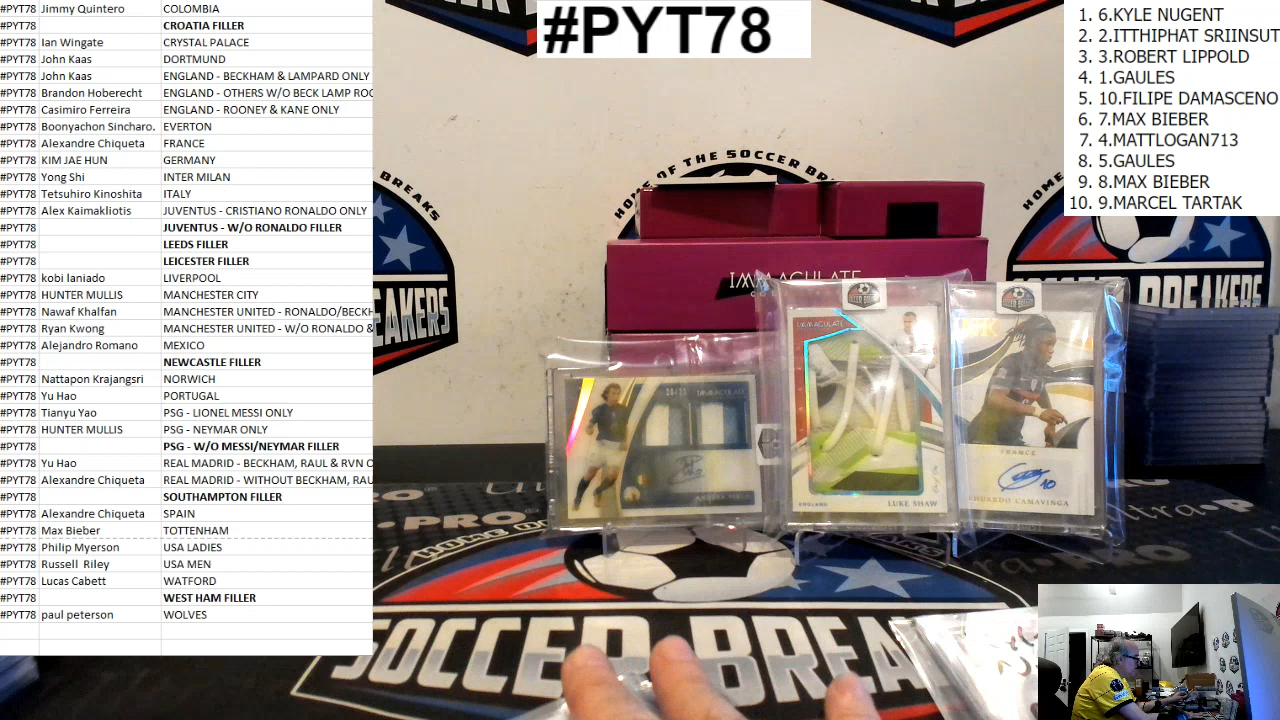 #PYT78 Jimmy Quintero COLOMBIA
#PYT78 CROATIA FILLER
#PYT78 Ian Wingate CRYSTAL PALACE
#PYT78 John Kaas DORTMUND
#PYT78 John Kaas ENGLAND - BECKHAM & LAMPARD ONLY
#PYT78 Brandon Hoberecht ENGLAND - OTHERS W/O BECK LAMP ROO
#PYT78 Casimiro Ferreira ENGLAND - ROONEY & KANE ONLY
#PYT78 Boonyachon Sincharo. EVERTON
#PYT78 Alexandre Chiqueta FRANCE
#PYT78 KIM JAE HUN GERMANY
#PYT78 Yong Shi INTER MILAN
#PYT78 Tetsuhiro Kinoshita ITALY
#PYT78 Alex Kaimakliotis JUVENTUS - CRISTIANO RONALDO ONLY
#PYT78 JUVENTUS - W/O RONALDO FILLER
#PYT78 LEEDS FILLER
#PYT78 LEICESTER FILLER
#PYT78 kobi laniado LIVERPOOL
#PYT78 HUNTER MULLIS MANCHESTER CITY
#PYT78 Nawaf Khalfan MANCHESTER UNITED - RONALDO/BECKH
#PYT78 Ryan Kwong MANCHESTER UNITED - W/O RONALDO &
#PYT78 Alejandro Romano MEXICO
#PYT78 NEWCASTLE FILLER
#PYT78 Nattapon Krajangsri NORWICH
#PYT78 Yu Hao PORTUGAL
#PYT78 Tianyu Yao PSG - LIONEL MESSI ONLY
#PYT78 HUNTER MULLIS PSG - NEYMAR ONLY
#PYT78 PSG - W/O MESSI/NEYMAR FILLER
#PYT78 Yu Hao REAL MADRID - BECKHAM, RAUL & RVN O
#PYT78 Alexandre Chiqueta REAL MADRID - WITHOUT BECKHAM, RAU
#PYT78 SOUTHAMPTON FILLER
#PYT78 Alexandre Chiqueta SPAIN
#PYT78 Max Bieber TOTTENHAM
#PYT78 Philip Myerson USA LADIES
#PYT78 Russell Riley USA MEN
#PYT78 Lucas Cabett WATFORD
#PYT78 WEST HAM FILLER
#PYT78 paul peterson WOLVES
#PYT78
1. 6.KYLE NUGENT
2. 2.ITTHIPHAT SRIINSUT
3. 3.ROBERT LIPPOLD
4. 1.GAULES
5. 10.FILIPE DAMASCENO
6. 7.MAX BIEBER
7. 4.MATTLOGAN713
8. 5.GAULES
9. 8.MAX BIEBER
10. 9.MARCEL TARTAK
HOME OF THE SOCCER BREAKS
BREAKS
EAKERS
HOME
IMMACULATE
IMMACULATE
ENGLAND
LUKE SHAW
FRANCE
EDUARDO CAMAVINGA
SOCCER BREA